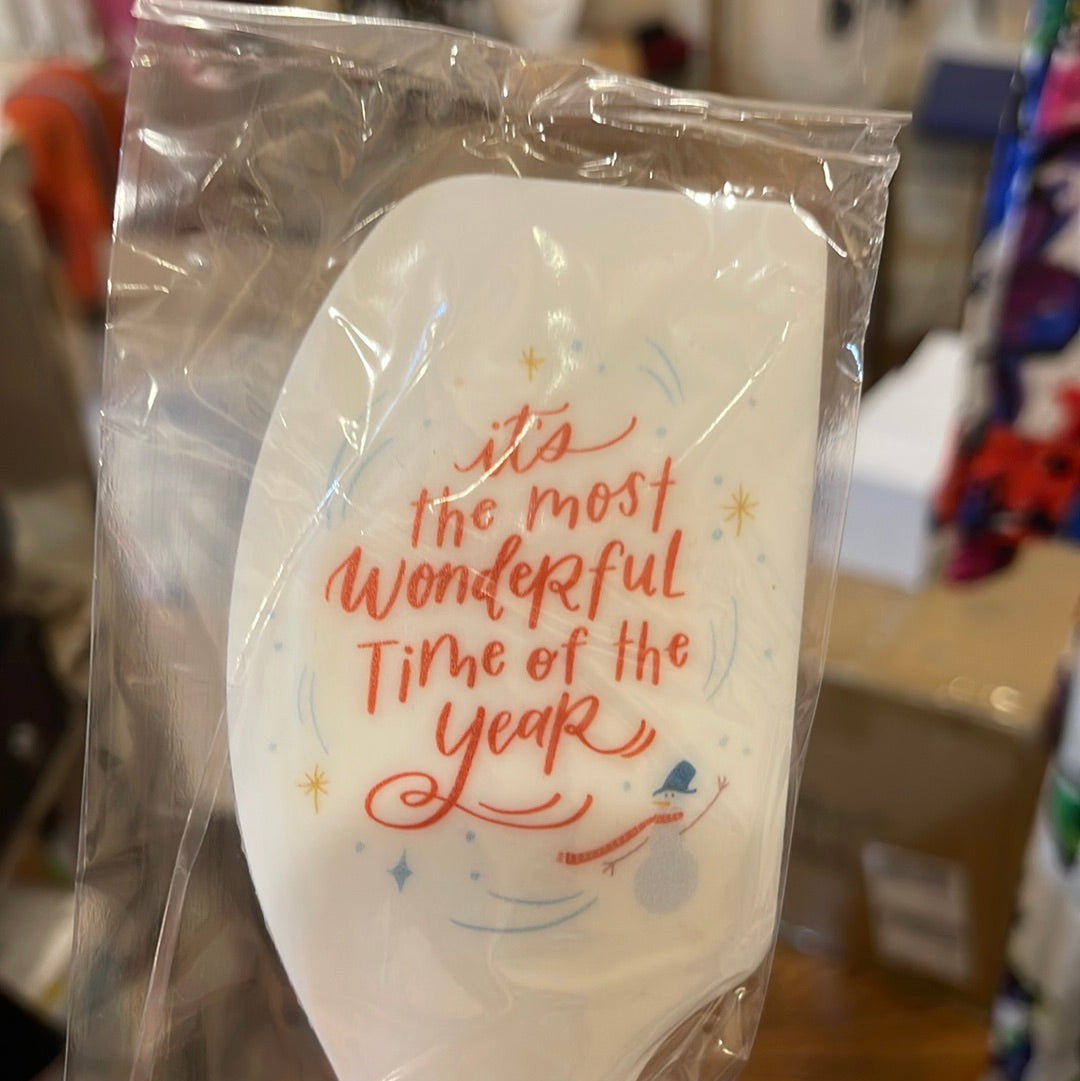 it's
the most
wonderful
Time of the
year